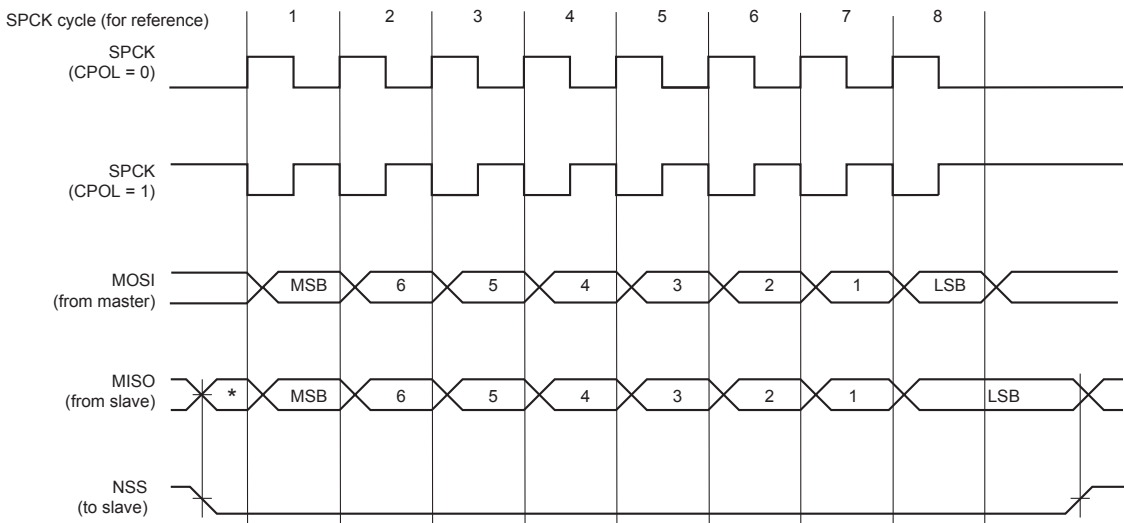 SPCK cycle (for reference)
1 2 3 4 5 6 7 8
SPCK
(CPOL = 0)
SPCK
(CPOL = 1)
MOSI
(from master)
MSB 6 5 4 3 2 1 LSB
MISO
(from slave)
* MSB 6 5 4 3 2 1 LSB
NSS
(to slave)